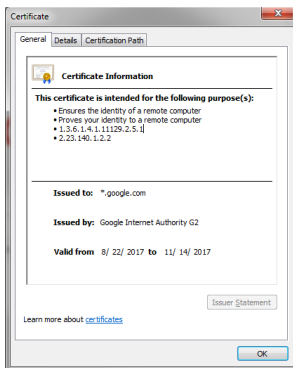 Certificate
General Details Certification Path
Certificate Information
This certificate is intended for the following purpose(s):
• Ensures the identity of a remote computer
• Proves your identity to a remote computer
• 1.3.6.1.4.1.11129.2.5.1
• 2.23.140.1.2.2
Issued to: *.google.com
Issued by: Google Internet Authority G2
Valid from 8/ 22/ 2017 to 11/ 14/ 2017
Issuer Statement
Learn more about certificates
OK